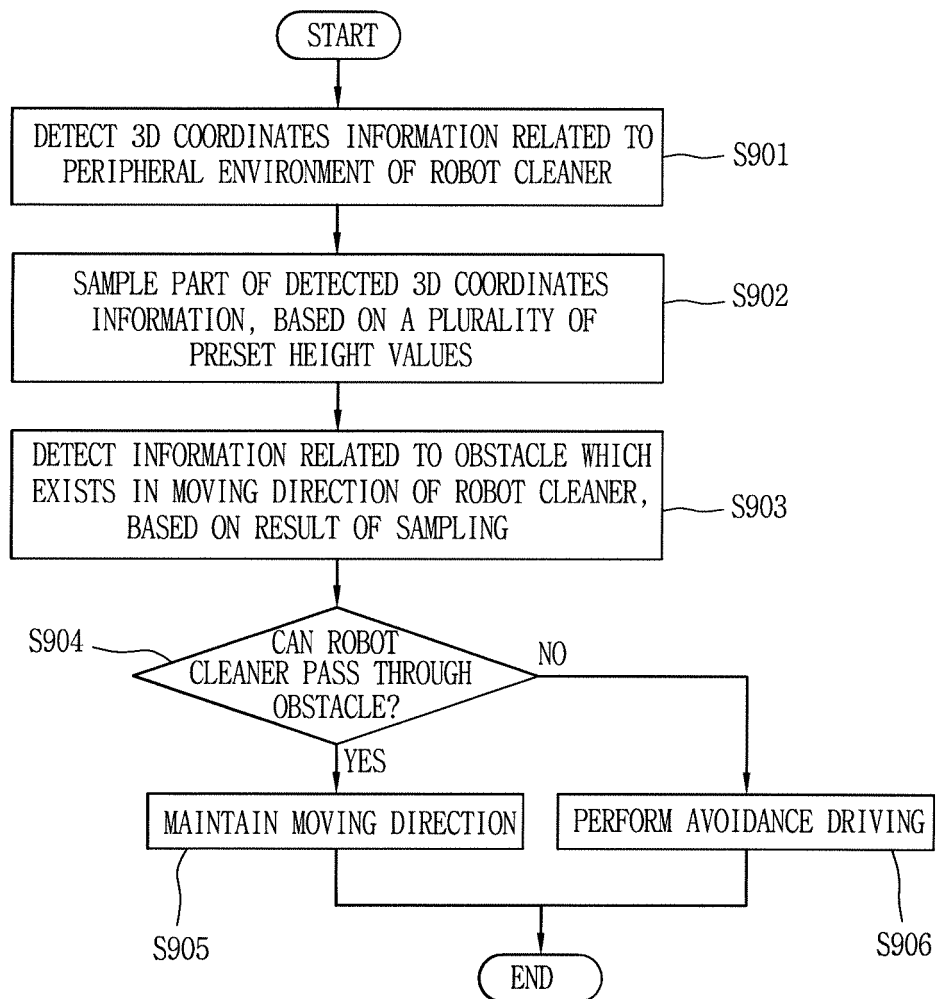 START
DETECT 3D COORDINATES INFORMATION RELATED TO
PERIPHERAL ENVIRONMENT OF ROBOT CLEANER
S901
SAMPLE PART OF DETECTED 3D COORDINATES
INFORMATION, BASED ON A PLURALITY OF
PRESET HEIGHT VALUES
S902
DETECT INFORMATION RELATED TO OBSTACLE WHICH
EXISTS IN MOVING DIRECTION OF ROBOT CLEANER,
BASED ON RESULT OF SAMPLING
S903
S904
CAN ROBOT
CLEANER PASS THROUGH
OBSTACLE?
NO
YES
MAINTAIN MOVING DIRECTION
PERFORM AVOIDANCE DRIVING
S905
S906
END